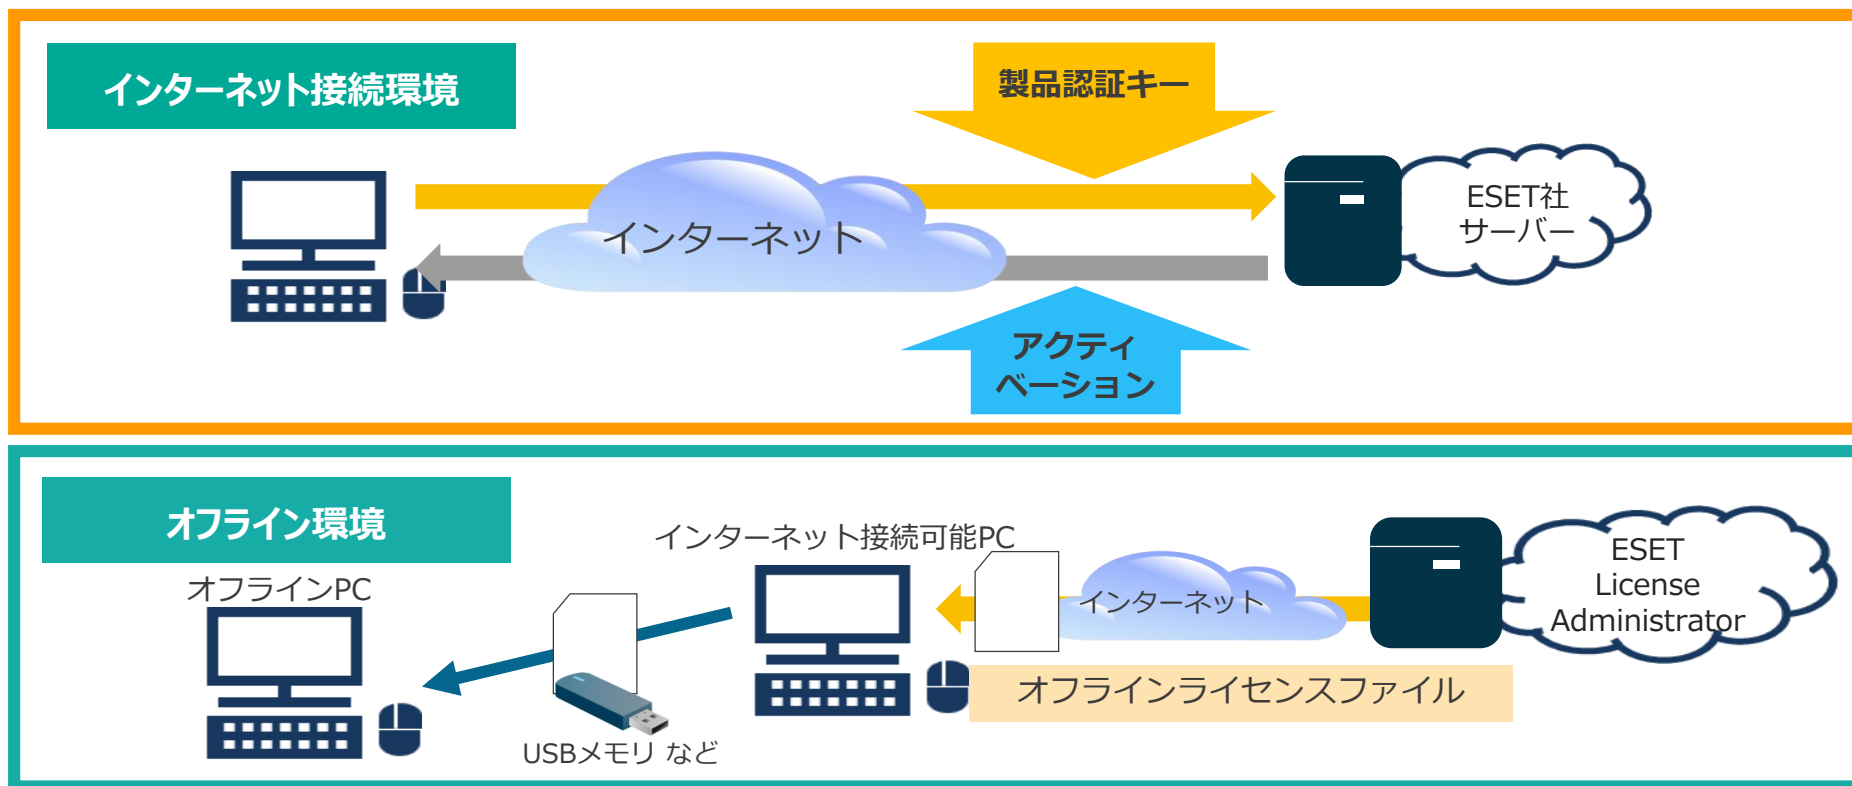 インターネット接続環境
製品認証キー
インターネット
ESET社
サーバー
アクティ
ベーション
オフライン環境
インターネット接続可能PC
オフラインPC
インターネット
ESET
License
Administrator
オフラインライセンスファイル
USBメモリ など